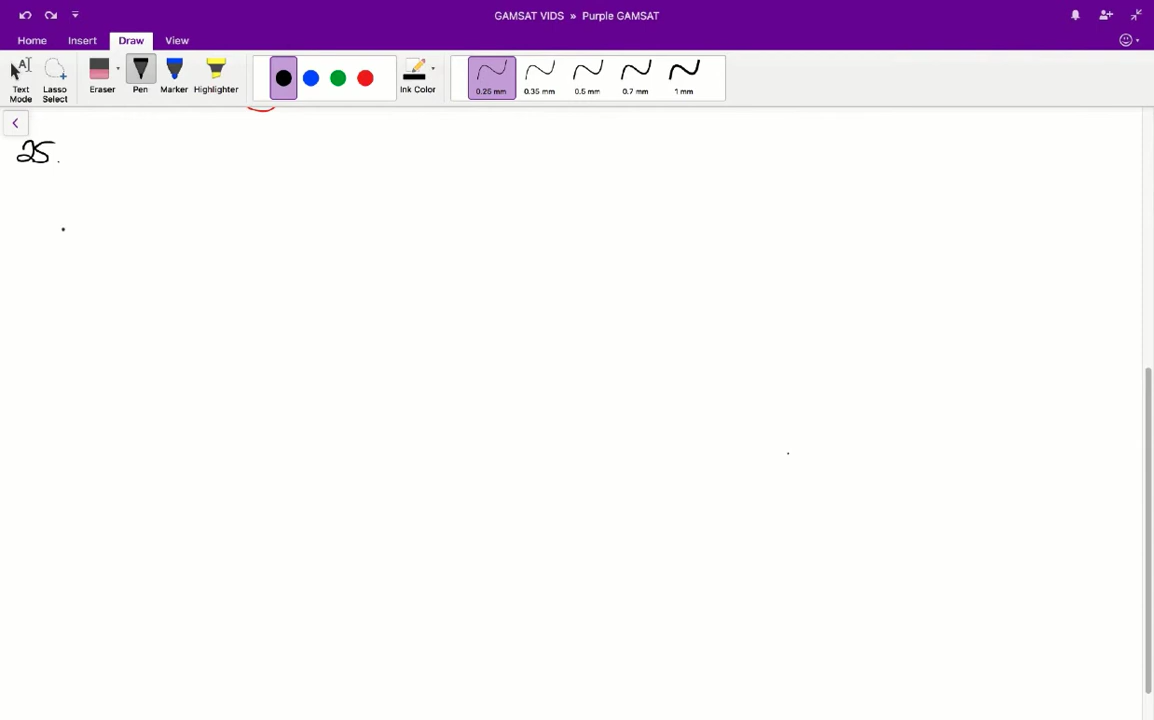 GAMSAT VIDS » Purple GAMSAT
Home Insert Draw View
Text Mode
Lasso Select
Eraser
Pen
Marker
Highlighter
Ink Color
0.25 mm
0.35 mm
0.5 mm
0.7 mm
1 mm
25.